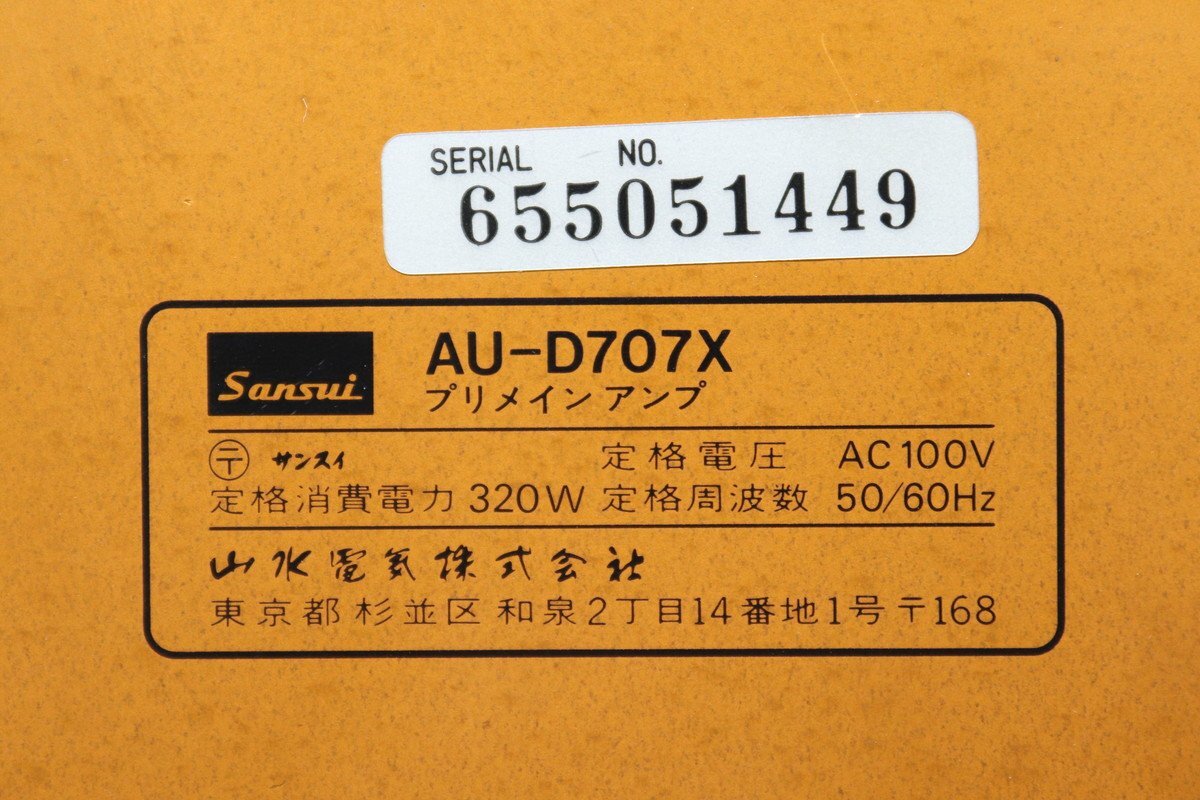 SERIAL NO.
655051449
Sansui AU-D707X
プリメインアンプ
〶 サンスイ 定格電圧 AC100V
定格消費電力 320W 定格周波数 50/60Hz
山水電気株式会社
東京都杉並区和泉2丁目14番地1号〒168